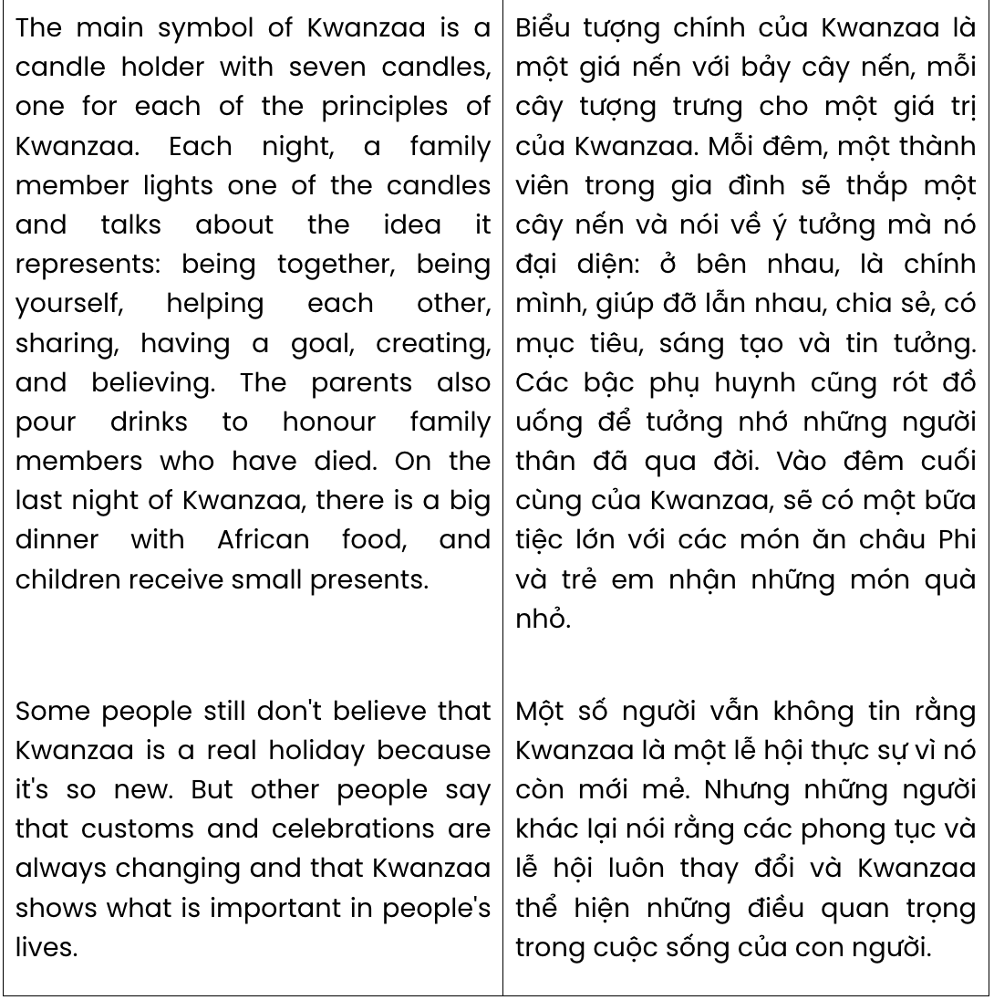 The main symbol of Kwanzaa is a
candle holder with seven candles,
one for each of the principles of
Kwanzaa. Each night, a family
member lights one of the candles
and talks about the idea it
represents: being together, being
yourself, helping each other,
sharing, having a goal, creating,
and believing. The parents also
pour drinks to honour family
members who have died. On the
last night of Kwanzaa, there is a big
dinner with African food, and
children receive small presents.
Some people still don't believe that
Kwanzaa is a real holiday because
it's so new. But other people say
that customs and celebrations are
always changing and that Kwanzaa
shows what is important in people's
lives.
Biểu tượng chính của Kwanzaa là
một giá nến với bảy cây nến, mỗi
cây tượng trưng cho một giá trị
của Kwanzaa. Mỗi đêm, một thành
viên trong gia đình sẽ thắp một
cây nến và nói về ý tưởng mà nó
đại diện: ở bên nhau, là chính
mình, giúp đỡ lẫn nhau, chia sẻ, có
mục tiêu, sáng tạo và tin tưởng.
Các bậc phụ huynh cũng rót đồ
uống để tưởng nhớ những người
thân đã qua đời. Vào đêm cuối
cùng của Kwanzaa, sẽ có một bữa
tiệc lớn với các món ăn châu Phi
và trẻ em nhận những món quà
nhỏ.
Một số người vẫn không tin rằng
Kwanzaa là một lễ hội thực sự vì nó
còn mới mẻ. Nhưng những người
khác lại nói rằng các phong tục và
lễ hội luôn thay đổi và Kwanzaa
thể hiện những điều quan trọng
trong cuộc sống của con người.